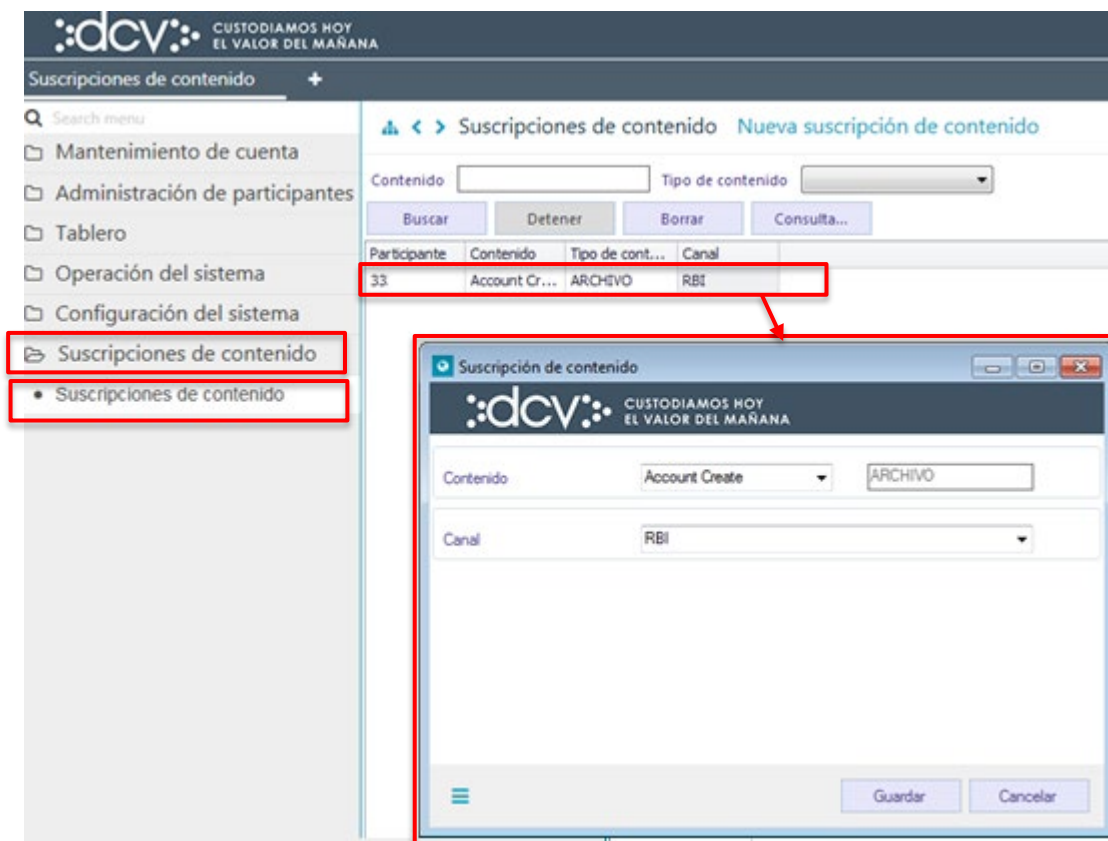 dcv CUSTODIAMOS HOY
EL VALOR DEL MAÑANA
Suscripciones de contenido +
Search menu
Mantenimiento de cuenta
Administración de participantes
Tablero
Operación del sistema
Configuración del sistema
Suscripciones de contenido
• Suscripciones de contenido
Suscripciones de contenido Nueva suscripción de contenido
Contenido Tipo de contenido
Buscar Detener Borrar Consulta...
Participante Contenido Tipo de cont... Canal
33 Account Cr... ARCHIVO RBI
Suscripción de contenido
dcv CUSTODIAMOS HOY
EL VALOR DEL MAÑANA
Contenido Account Create ARCHIVO
Canal RBI
Guardar Cancelar